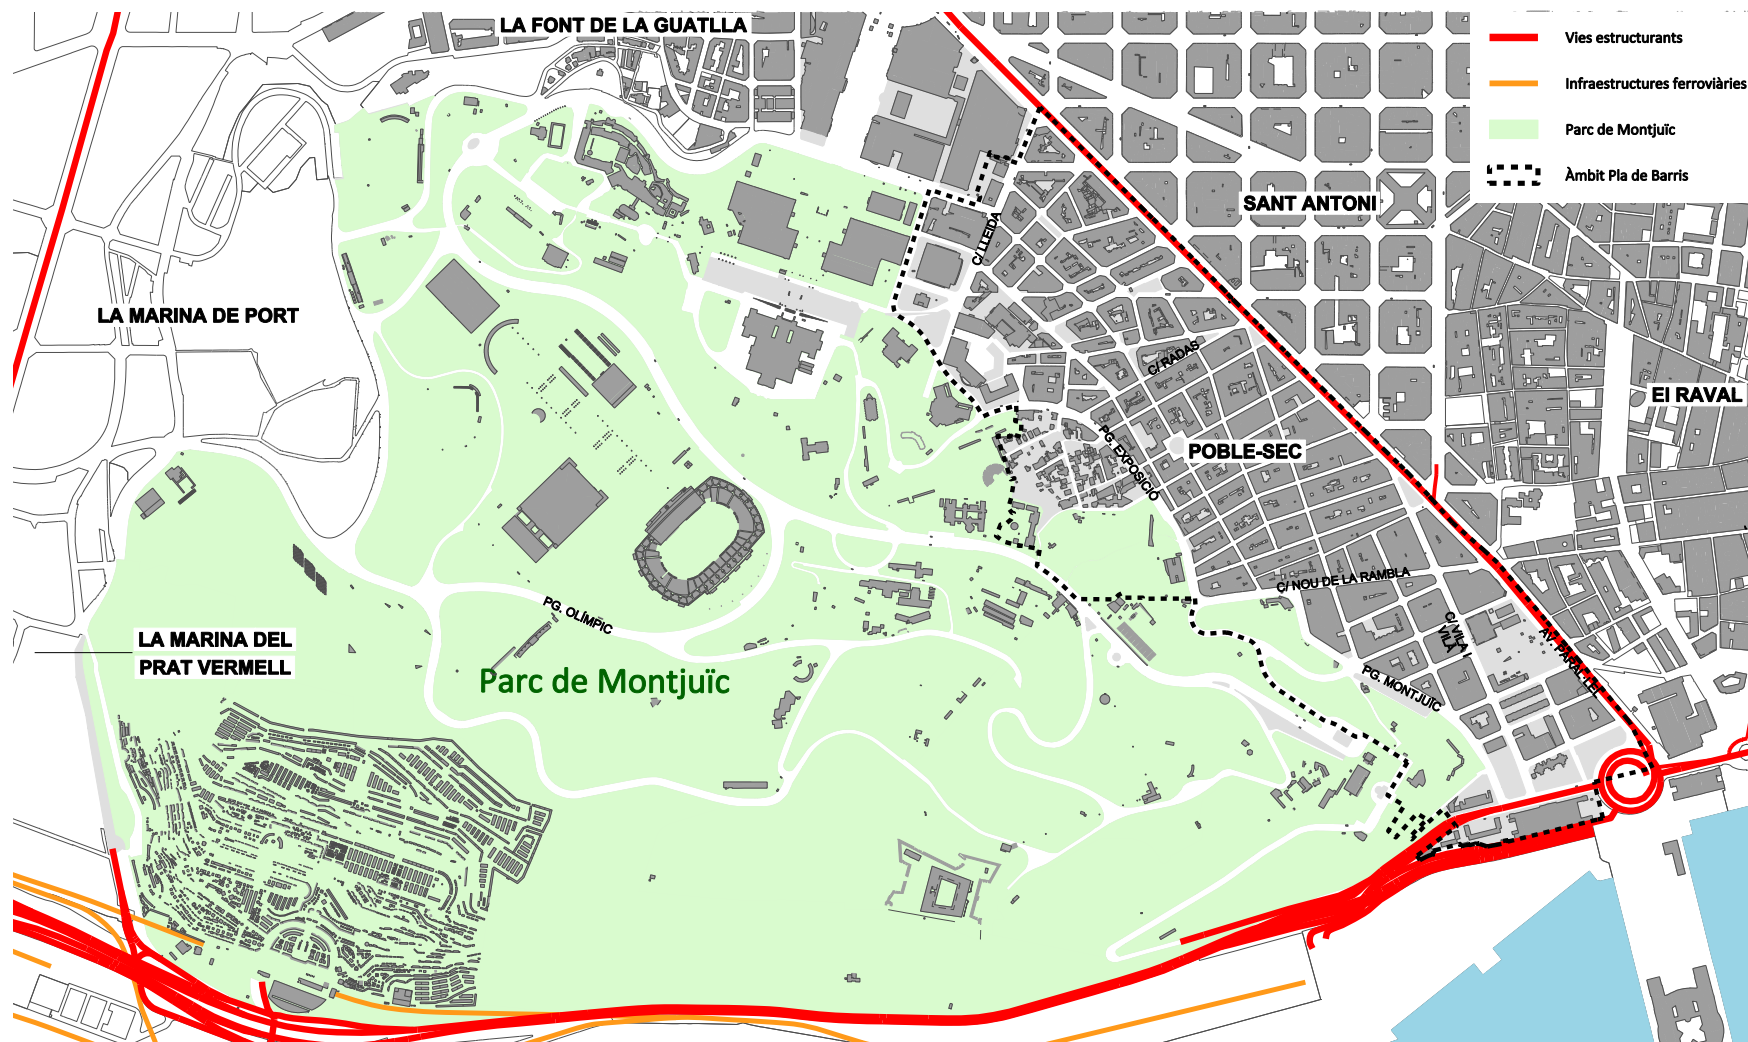 LA FONT DE LA GUATLLA
Vies estructurants
Infraestructures ferroviàries
Parc de Montjuïc
Àmbit Pla de Barris
SANT ANTONI
C/ LLEIDA
LA MARINA DE PORT
C/ RADAS
El RAVAL
PG. EXPOSICIÓ
POBLE-SEC
C/ NOU DE LA RAMBLA
PG. OLÍMPIC
LA MARINA DEL
PRAT VERMELL
C/ VILA I
VILÀ
AV. PARAL·LEL
Parc de Montjuïc
PG. MONTJUÏC